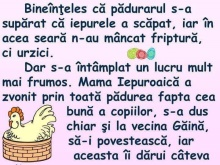 Bineînţeles că pădurarul s-a
supărat că iepurele a scăpat, iar în
acea seară n-au mâncat friptură,
ci urzici.
Dar s-a întâmplat un lucru mult
mai frumos. Mama Iepuroaică a
zvonit prin toată pădurea fapta cea
bună a copiilor, s-a dus
chiar şi la vecina Găină,
să-i povestească, iar
aceasta îi dărui câteva